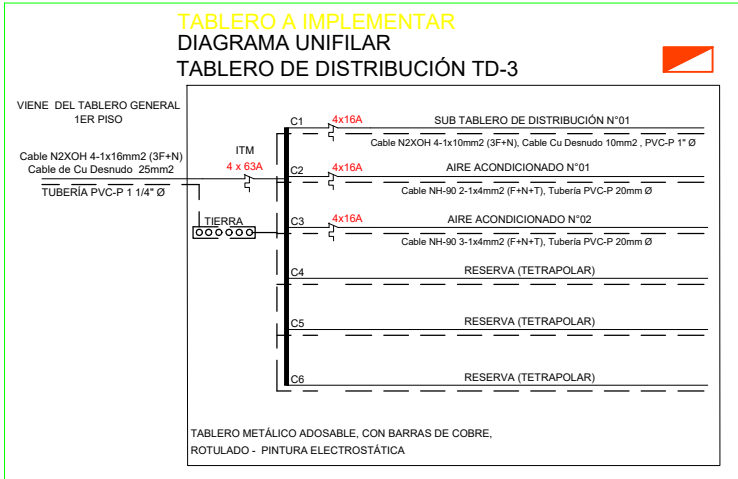 TABLERO A IMPLEMENTAR
DIAGRAMA UNIFILAR
TABLERO DE DISTRIBUCIÓN TD-3
VIENE DEL TABLERO GENERAL
1ER PISO
Cable N2XOH 4-1x16mm2 (3F+N)
Cable de Cu Desnudo 25mm2
TUBERÍA PVC-P 1 1/4" Ø
ITM
4 x 63A
TIERRA
C1 4x16A SUB TABLERO DE DISTRIBUCIÓN N°01
Cable N2XOH 4-1x10mm2 (3F+N), Cable Cu Desnudo 10mm2 , PVC-P 1" Ø
C2 4x16A AIRE ACONDICIONADO N°01
Cable NH-90 2-1x4mm2 (F+N+T), Tubería PVC-P 20mm Ø
C3 4x16A AIRE ACONDICIONADO N°02
Cable NH-90 3-1x4mm2 (F+N+T), Tubería PVC-P 20mm Ø
C4 RESERVA (TETRAPOLAR)
C5 RESERVA (TETRAPOLAR)
C6 RESERVA (TETRAPOLAR)
TABLERO METÁLICO ADOSABLE, CON BARRAS DE COBRE,
ROTULADO - PINTURA ELECTROSTÁTICA